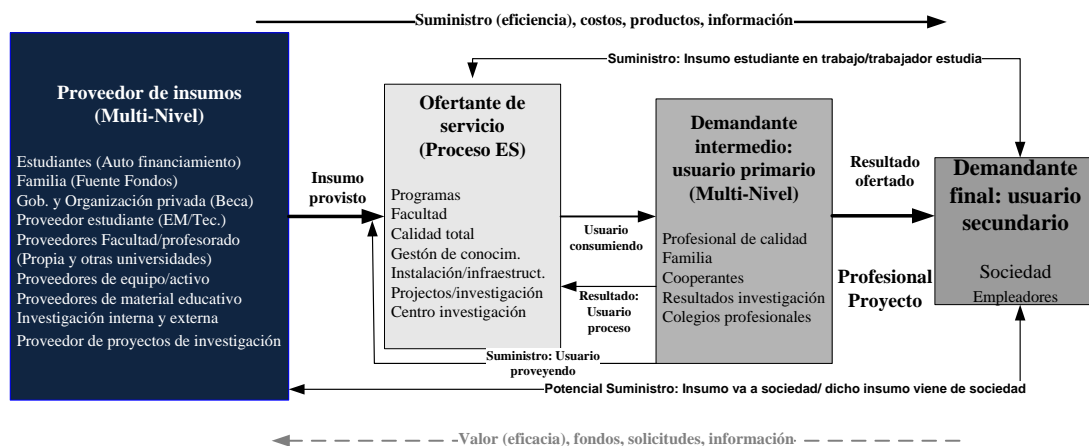 Suministro (eficiencia), costos, productos, información
Suministro: Insumo estudiante en trabajo/trabajador estudia
Proveedor de insumos
(Multi-Nivel)
Estudiantes (Auto financiamiento)
Familia (Fuente Fondos)
Gob. y Organización privada (Beca)
Proveedor estudiante (EM/Tec.)
Proveedores Facultad/profesorado
(Propia y otras universidades)
Proveedores de equipo/activo
Proveedores de material educativo
Investigación interna y externa
Proveedor de proyectos de investigación
Insumo
provisto
Ofertante de
servicio
(Proceso ES)
Programas
Facultad
Calidad total
Gestón de conocim.
Instalación/infraestruct.
Projectos/investigación
Centro investigación
Usuario
consumiendo
Resultado:
Usuario
proceso
Suministro: Usuario
proveyendo
Demandante
intermedio:
usuario primario
(Multi-Nivel)
Profesional de calidad
Familia
Cooperantes
Resultados investigación
Colegios profesionales
Resultado
ofertado
Profesional
Proyecto
Demandante
final: usuario
secundario
Sociedad
Empleadores
Potencial Suministro: Insumo va a sociedad/ dicho insumo viene de sociedad
Valor (eficacia), fondos, solicitudes, información